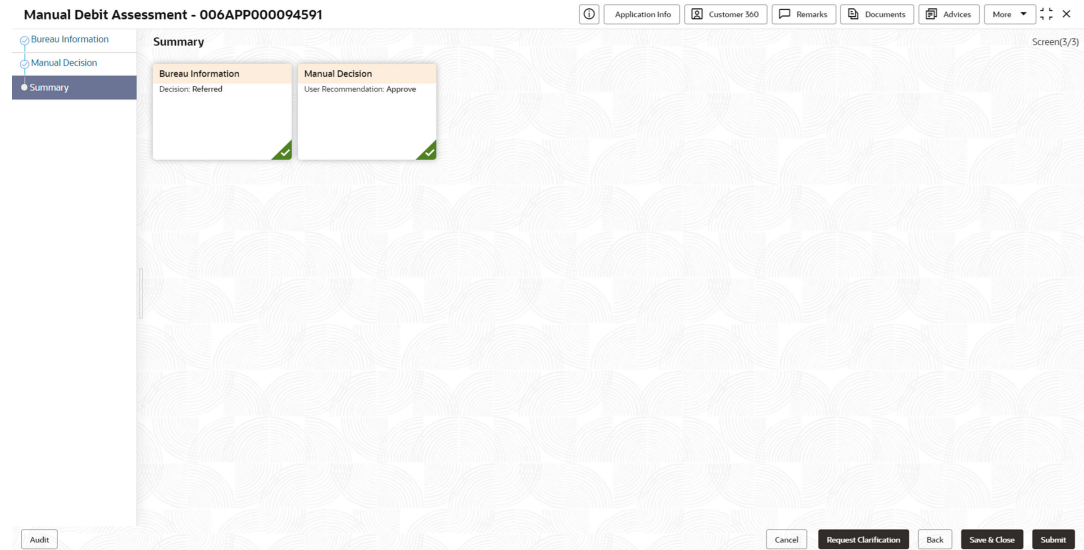 Manual Debit Assessment - 006APP000094591
Application Info
Customer 360
Remarks
Documents
Advices
More
Bureau Information
Manual Decision
Summary
Summary
Screen(3/3)
Bureau Information
Decision: Referred
Manual Decision
User Recommendation: Approve
Audit
Cancel
Request Clarification
Back
Save & Close
Submit